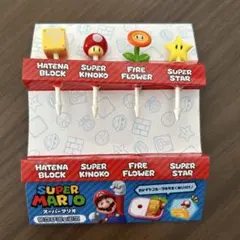 HATENA
BLOCK
SUPER
KINOKO
FIRE
FLOWER
SUPER
STAR
HATENA
BLOCK
SUPER
KINOKO
FIRE
FLOWER
SUPER
STAR
SUPER
MARIO
スーパーマリオ